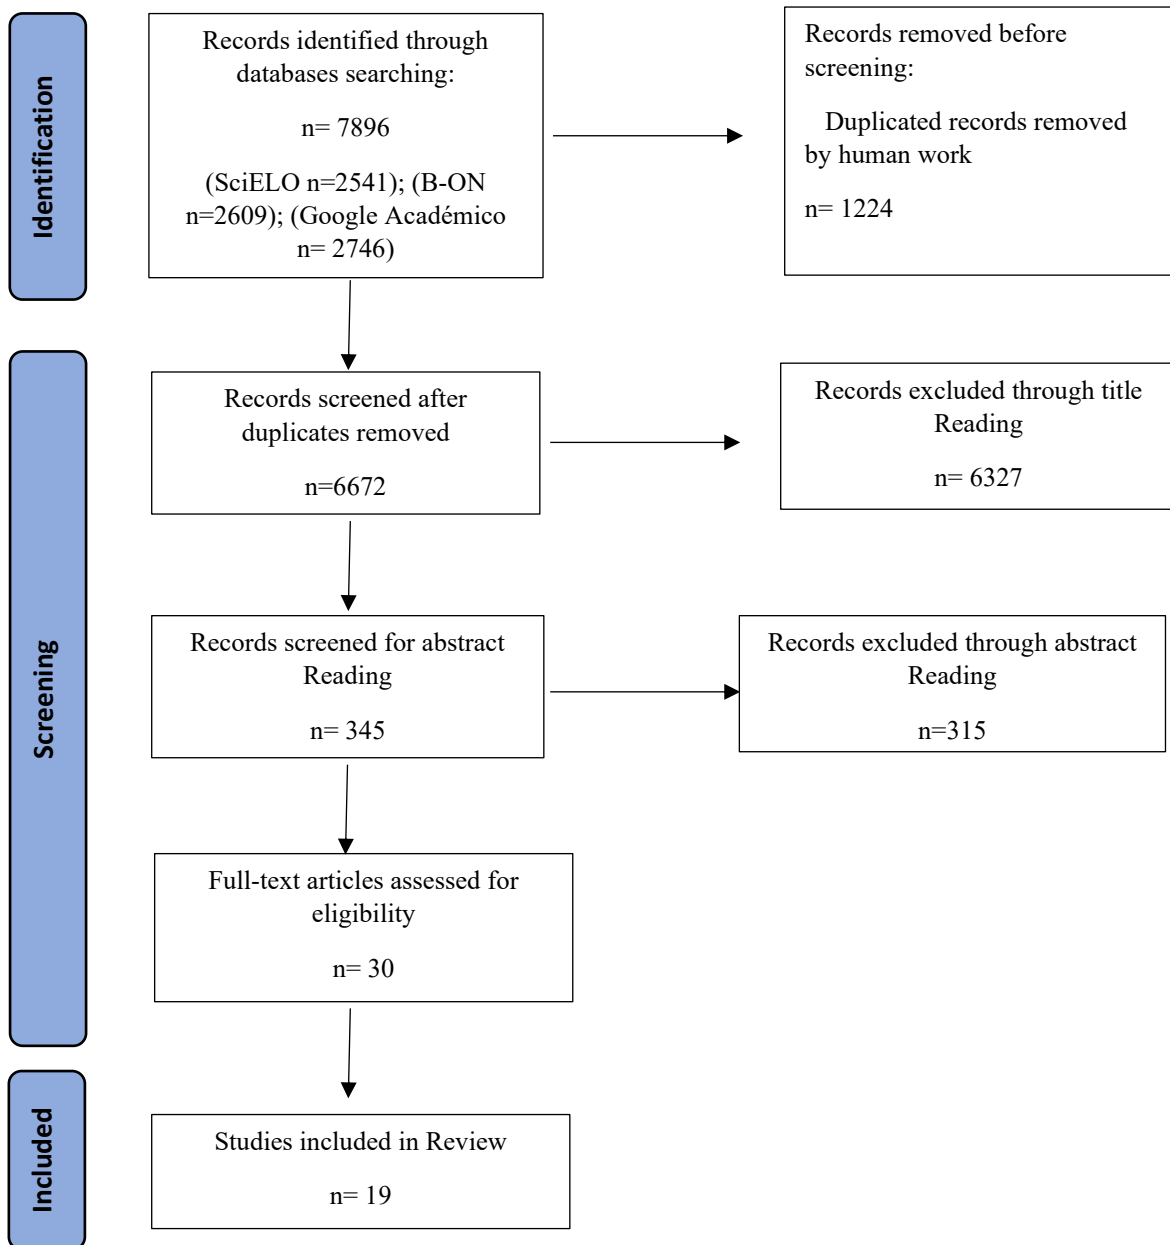 Identification
Records identified through
databases searching:
n= 7896
(SciELO n=2541); (B-ON
n=2609); (Google Académico
n= 2746)
Records removed before
screening:
Duplicated records removed
by human work
n= 1224
Screening
Records screened after
duplicates removed
n=6672
Records excluded through title
Reading
n= 6327
Records screened for abstract
Reading
n= 345
Records excluded through abstract
Reading
n=315
Full-text articles assessed for
eligibility
n= 30
Included
Studies included in Review
n= 19